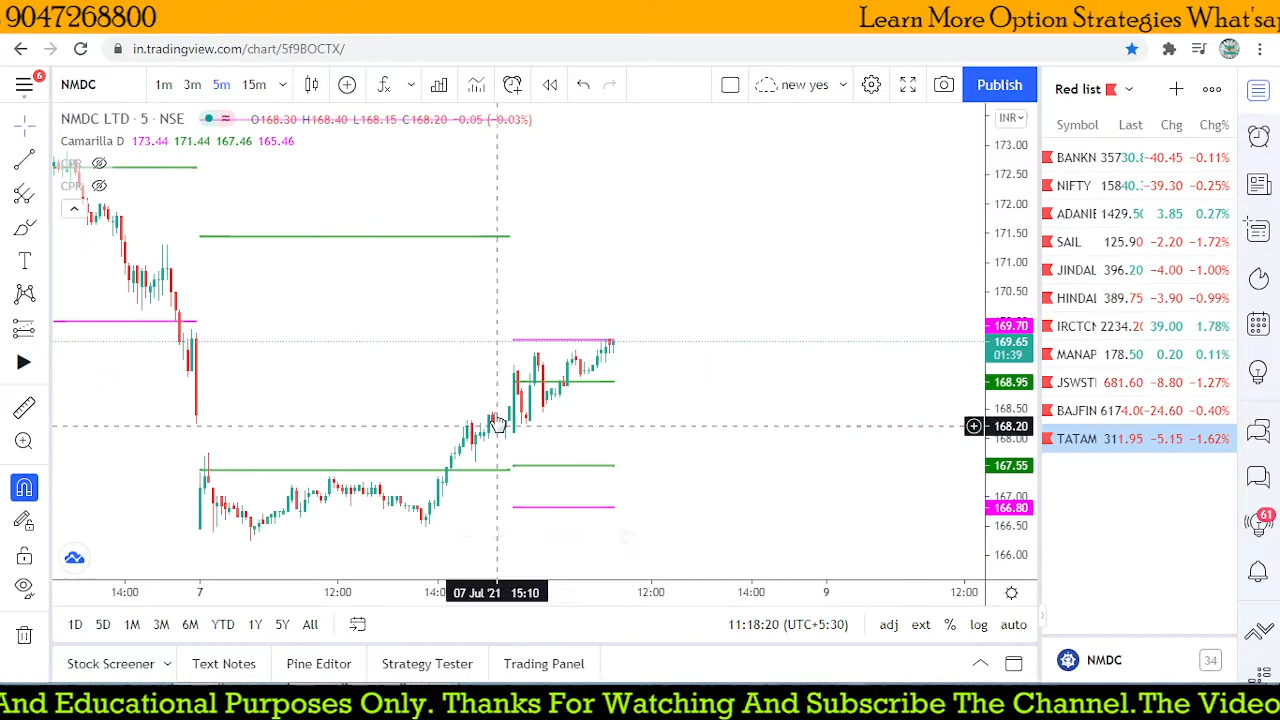 9047268800 Learn More Option Strategies What'sap
in.tradingview.com/chart/5f9BOCTX/
6 NMDC 1m 3m 5m 15m new yes Publish Red list
NMDC LTD · 5 · NSE O168.30 H168.40 L168.15 C168.20 −0.05 (−0.03%) INR
Camarilla D 173.44 171.44 167.46 165.46
CPR
CPR
173.00
172.50
172.00
171.50
171.00
170.50
169.70
169.65
01:39
168.95
168.50
168.20
168.00
167.55
167.00
166.80
166.50
166.00
Symbol Last Chg Chg%
BANKN 35730.8 −40.45 −0.11%
NIFTY 15840. −39.30 −0.25%
ADANIE 1429.50 3.85 0.27%
SAIL 125.90 −2.20 −1.72%
JINDAL 396.20 −4.00 −1.00%
HINDAL 389.75 −3.90 −0.99%
IRCTC 2234.20 39.00 1.78%
MANAP 178.50 0.20 0.11%
JSWSTE 681.60 −8.80 −1.27%
BAJFIN 6174.00 −24.60 −0.40%
TATAM 311.95 −5.15 −1.62%
61
14:00 7 12:00 14:0 07 Jul '21 15:10 12:00 14:00 9 12:00
1D 5D 1M 3M 6M YTD 1Y 5Y All 11:18:20 (UTC+5:30) adj ext % log auto
Stock Screener Text Notes Pine Editor Strategy Tester Trading Panel
NMDC 34
And Educational Purposes Only. Thanks For Watching And Subscribe The Channel.The Video